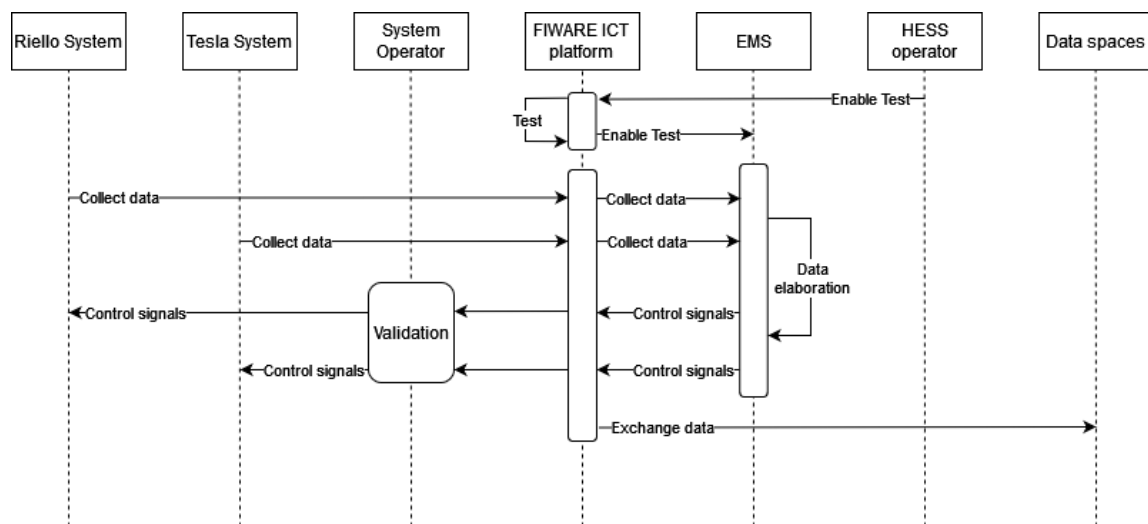 Riello System
Tesla System
System
Operator
FIWARE ICT
platform
EMS
HESS
operator
Data spaces
Enable Test
Test
Enable Test
Collect data
Collect data
Collect data
Collect data
Data
elaboration
Control signals
Validation
Control signals
Control signals
Control signals
Exchange data